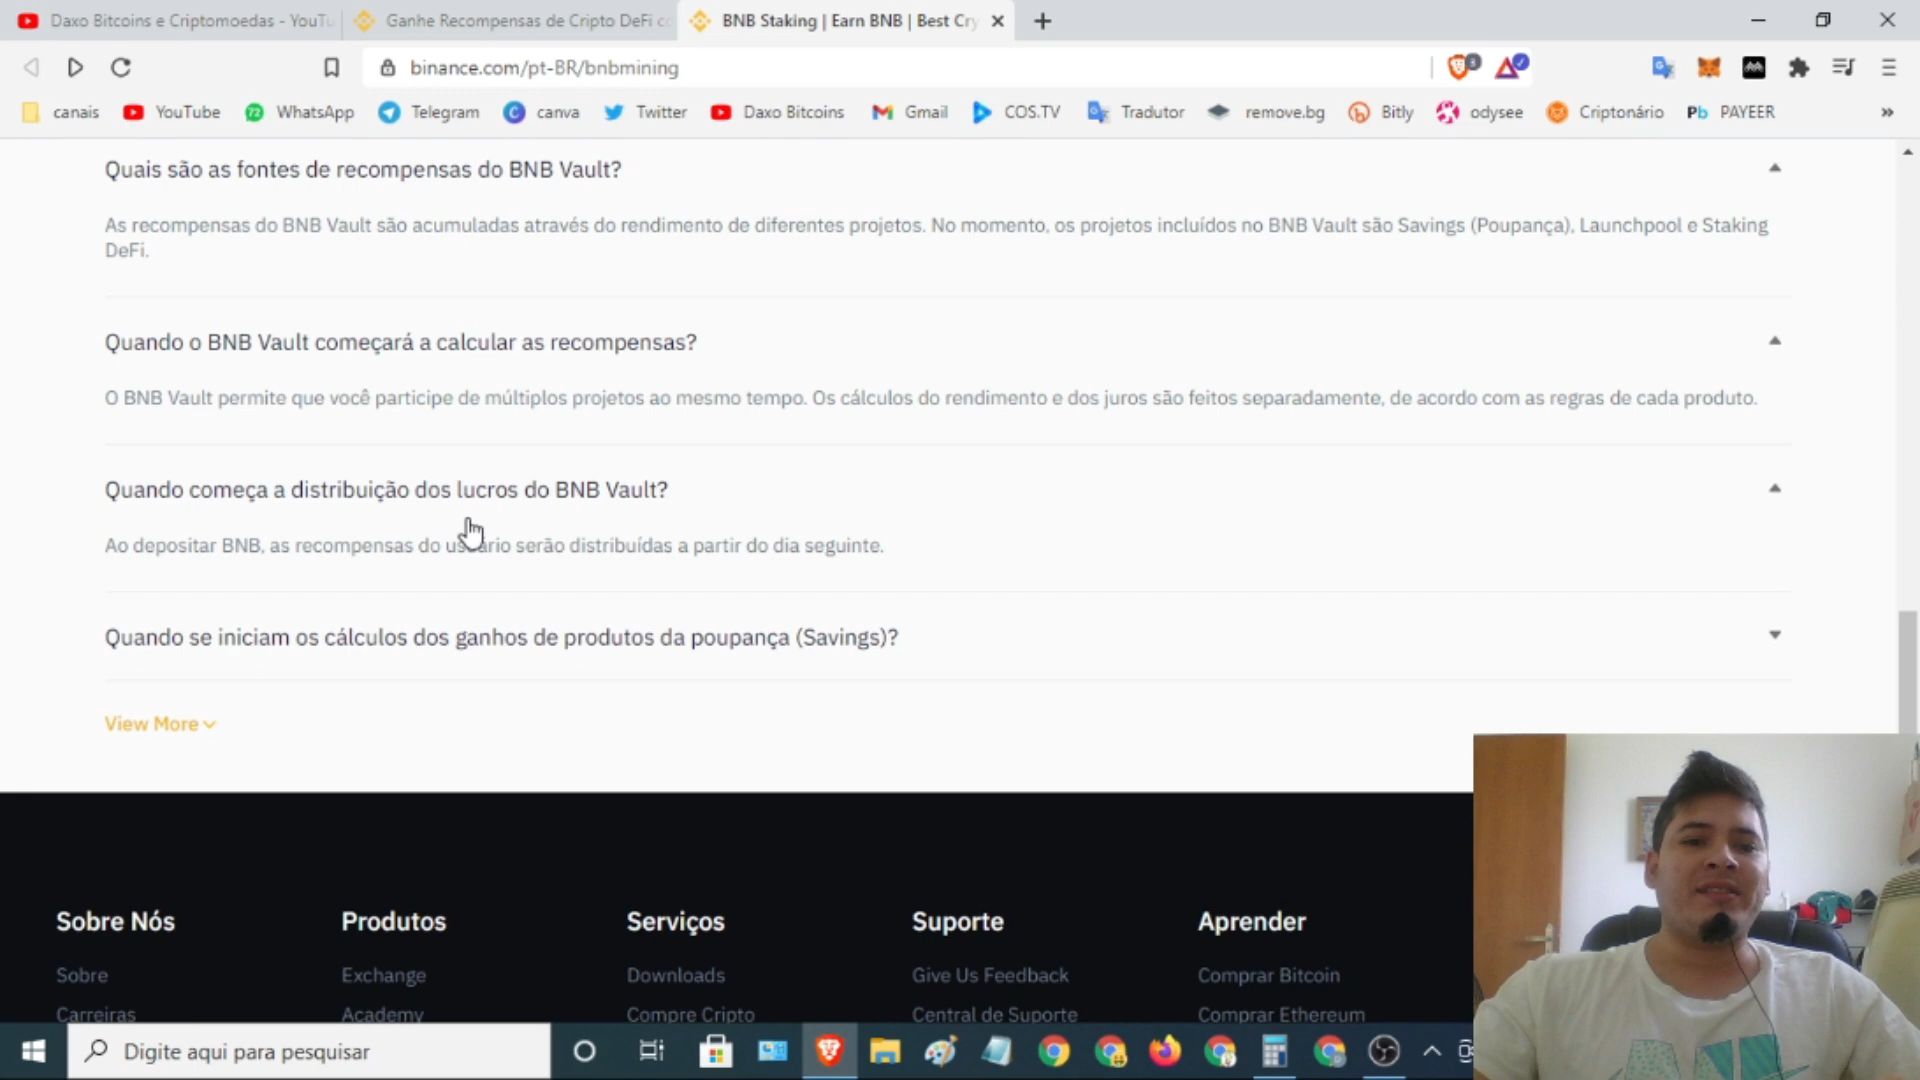 Daxo Bitcoins e Criptomoedas - YouTu
Ganhe Recompensas de Cripto DeFi co
BNB Staking | Earn BNB | Best Cry
binance.com/pt-BR/bnbmining
canais
YouTube
WhatsApp
Telegram
canva
Twitter
Daxo Bitcoins
Gmail
COS.TV
Tradutor
remove.bg
Bitly
odysee
Criptonário
Pb PAYEER
Quais são as fontes de recompensas do BNB Vault?
As recompensas do BNB Vault são acumuladas através do rendimento de diferentes projetos. No momento, os projetos incluídos no BNB Vault são Savings (Poupança), Launchpool e Staking
DeFi.
Quando o BNB Vault começará a calcular as recompensas?
O BNB Vault permite que você participe de múltiplos projetos ao mesmo tempo. Os cálculos do rendimento e dos juros são feitos separadamente, de acordo com as regras de cada produto.
Quando começa a distribuição dos lucros do BNB Vault?
Ao depositar BNB, as recompensas do usuário serão distribuídas a partir do dia seguinte.
Quando se iniciam os cálculos dos ganhos de produtos da poupança (Savings)?
View More
Sobre Nós
Produtos
Serviços
Suporte
Aprender
Sobre
Exchange
Downloads
Give Us Feedback
Comprar Bitcoin
Carreiras
Academy
Compre Cripto
Central de Suporte
Comprar Ethereum
Digite aqui para pesquisar